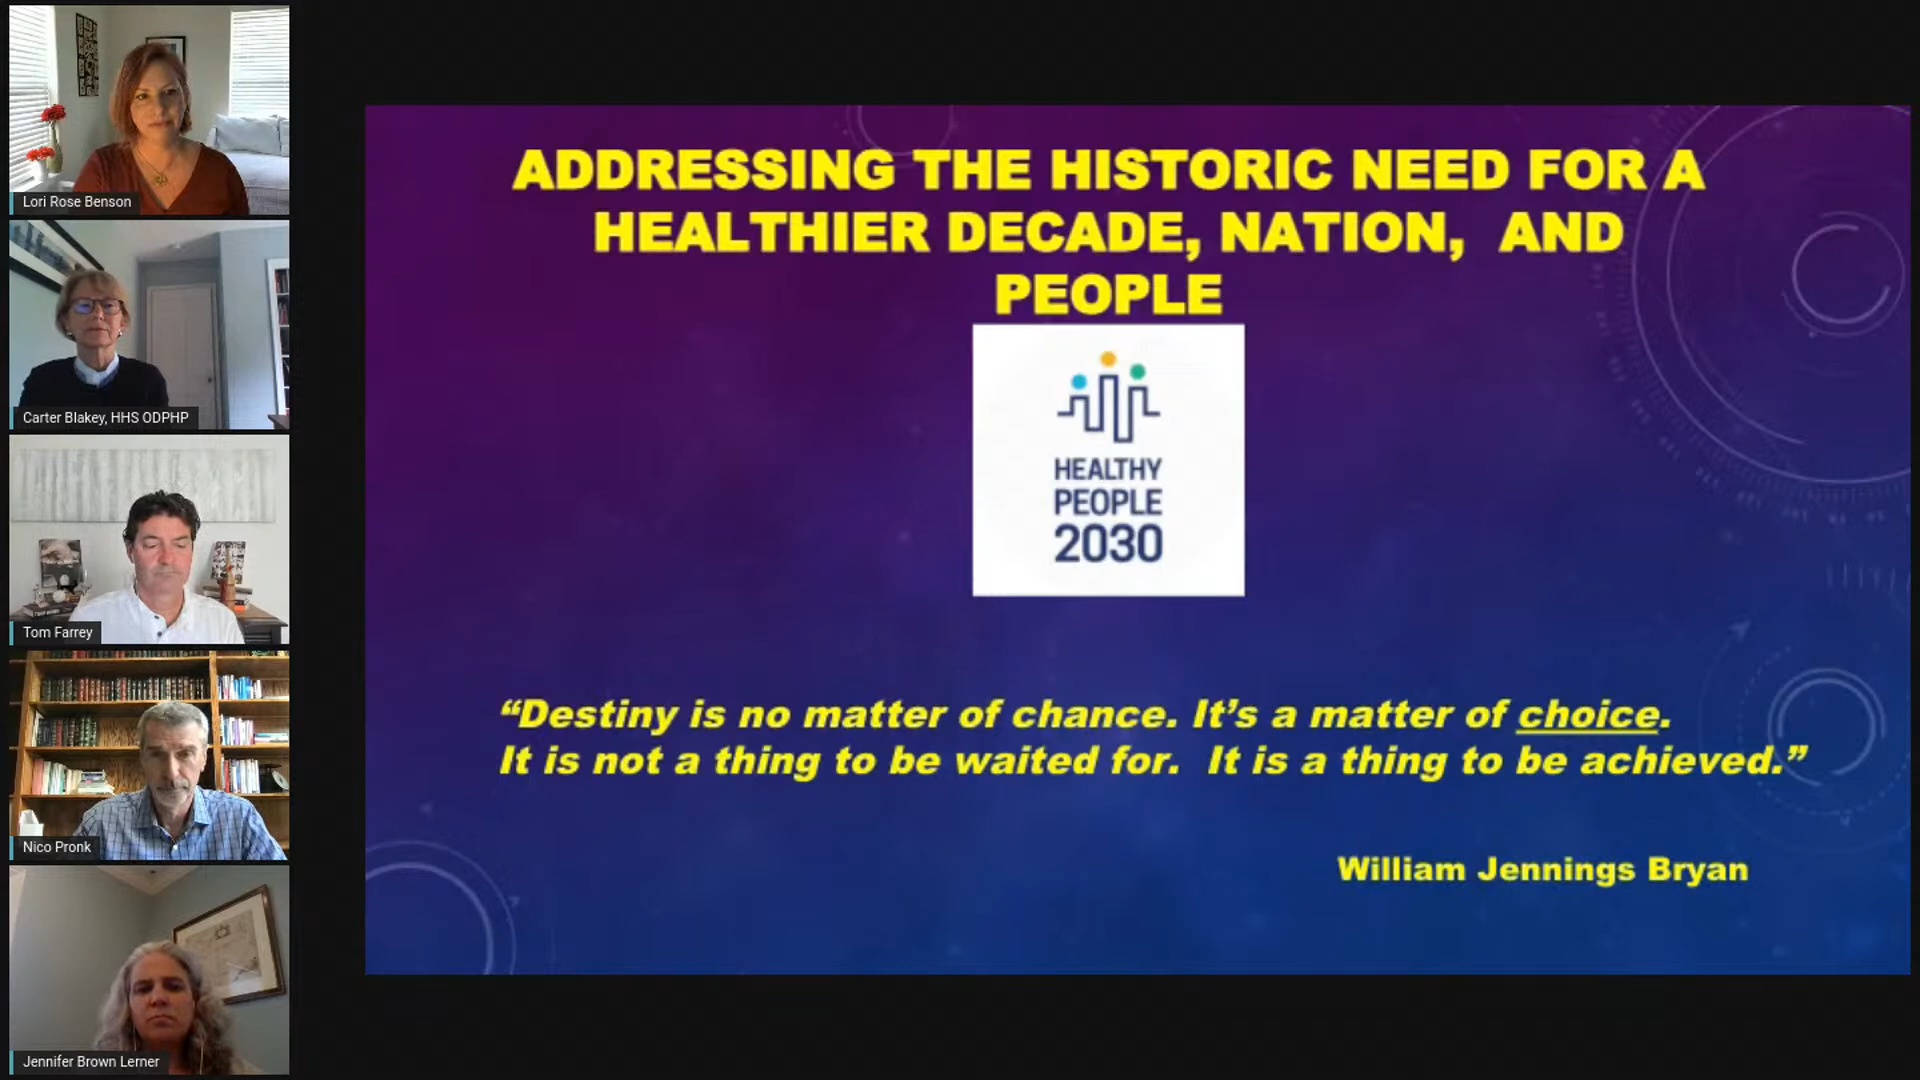 Lori Rose Benson
Carter Blakey, HHS ODPHP
Tom Farrey
Nico Pronk
Jennifer Brown Lerner
ADDRESSING THE HISTORIC NEED FOR A
HEALTHIER DECADE, NATION, AND
PEOPLE
HEALTHY
PEOPLE
2030
“Destiny is no matter of chance. It’s a matter of choice.
It is not a thing to be waited for. It is a thing to be achieved.”
William Jennings Bryan